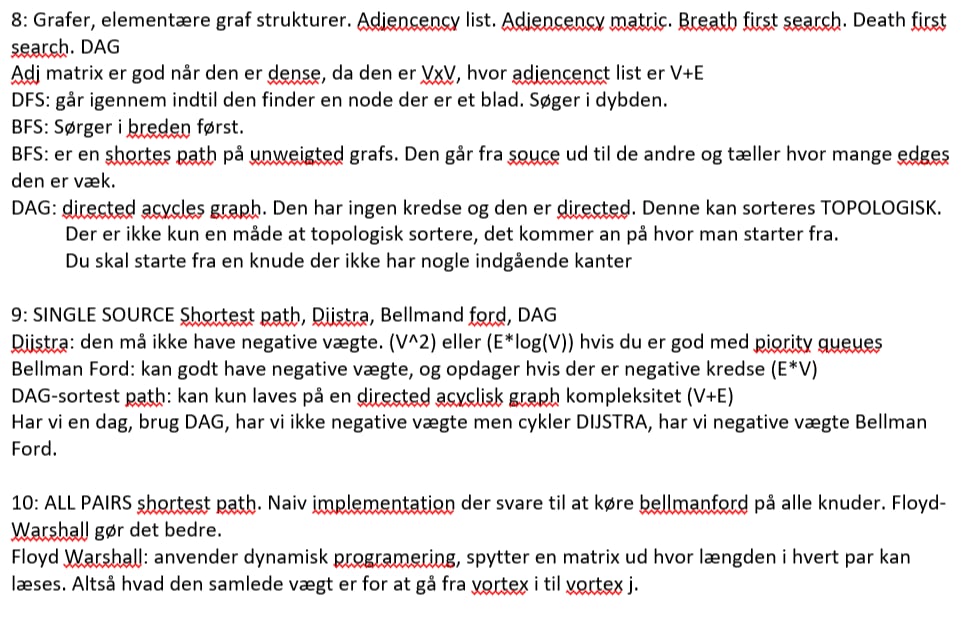 8: Grafer, elementære graf strukturer. Adjencency list. Adjencency matric. Breath first search. Death first
search. DAG
Adj matrix er god når den er dense, da den er VxV, hvor adjencenct list er V+E
DFS: går igennem indtil den finder en node der er et blad. Søger i dybden.
BFS: Sørger i breden først.
BFS: er en shortes path på unweigted grafs. Den går fra souce ud til de andre og tæller hvor mange edges
den er væk.
DAG: directed acycles graph. Den har ingen kredse og den er directed. Denne kan sorteres TOPOLOGISK.
Der er ikke kun en måde at topologisk sortere, det kommer an på hvor man starter fra.
Du skal starte fra en knude der ikke har nogle indgående kanter
9: SINGLE SOURCE Shortest path, Dijstra, Bellmand ford, DAG
Dijstra: den må ikke have negative vægte. (V^2) eller (E*log(V)) hvis du er god med piority queues
Bellman Ford: kan godt have negative vægte, og opdager hvis der er negative kredse (E*V)
DAG-sortest path: kan kun laves på en directed acyclisk graph kompleksitet (V+E)
Har vi en dag, brug DAG, har vi ikke negative vægte men cykler DIJSTRA, har vi negative vægte Bellman
Ford.
10: ALL PAIRS shortest path. Naiv implementation der svare til at køre bellmanford på alle knuder. Floyd-
Warshall gør det bedre.
Floyd Warshall: anvender dynamisk programering, spytter en matrix ud hvor længden i hvert par kan
læses. Altså hvad den samlede vægt er for at gå fra vortex i til vortex j.